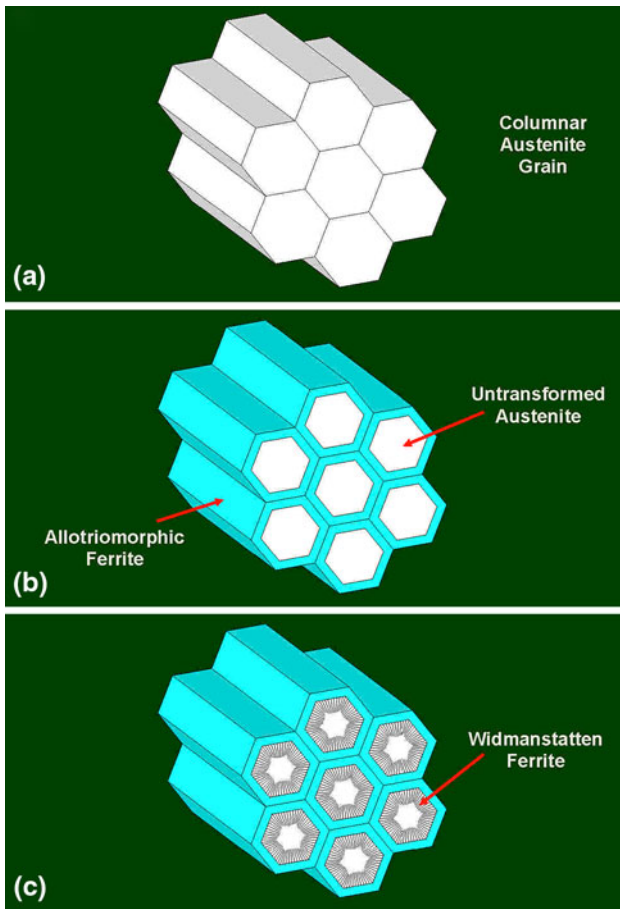 Columnar
Austenite
Grain
(a)
Untransformed
Austenite
Allotriomorphic
Ferrite
(b)
Widmanstatten
Ferrite
(c)